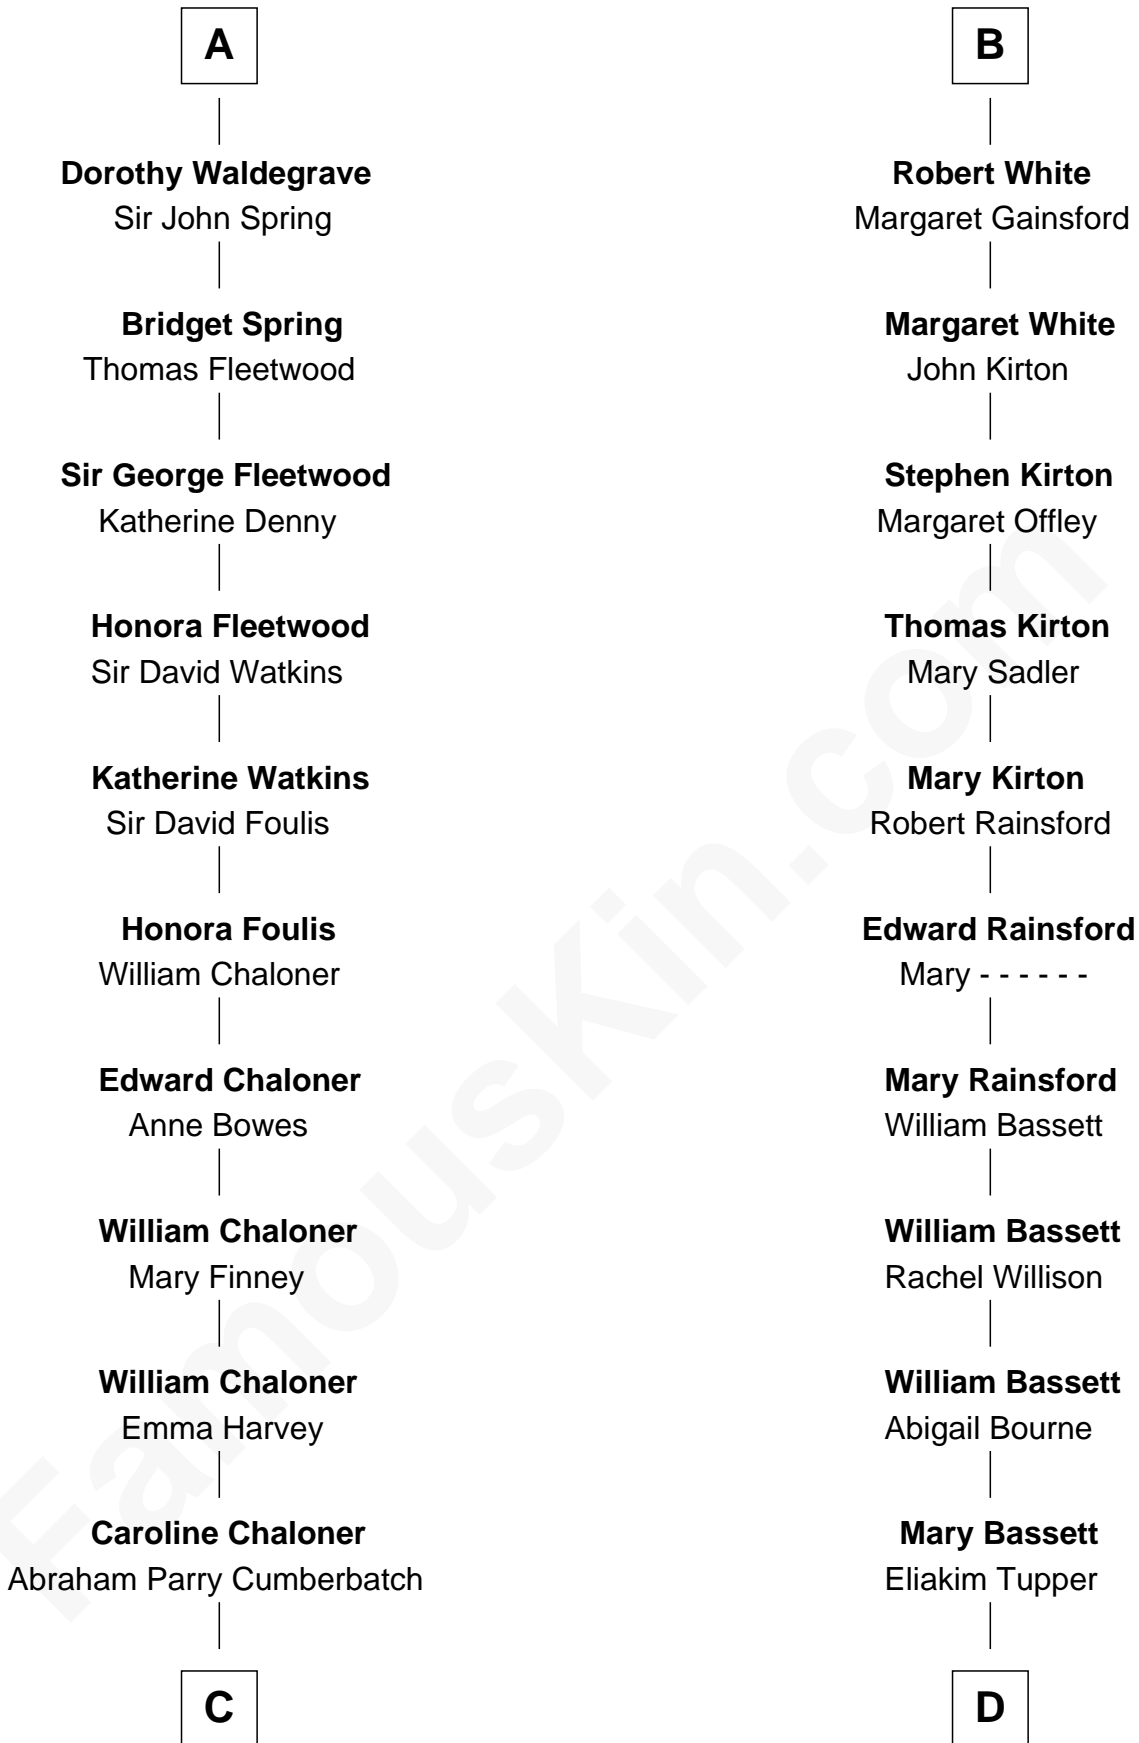 A
Dorothy Waldegrave
Sir John Spring
Bridget Spring
Thomas Fleetwood
Sir George Fleetwood
Katherine Denny
Honora Fleetwood
Sir David Watkins
Katherine Watkins
Sir David Foulis
Honora Foulis
William Chaloner
Edward Chaloner
Anne Bowes
William Chaloner
Mary Finney
William Chaloner
Emma Harvey
Caroline Chaloner
Abraham Parry Cumberbatch
C
B
Robert White
Margaret Gainsford
Margaret White
John Kirton
Stephen Kirton
Margaret Offley
Thomas Kirton
Mary Sadler
Mary Kirton
Robert Rainsford
Edward Rainsford
Mary - - - - - -
Mary Rainsford
William Bassett
William Bassett
Rachel Willison
William Bassett
Abigail Bourne
Mary Bassett
Eliakim Tupper
D
FamousKin.com